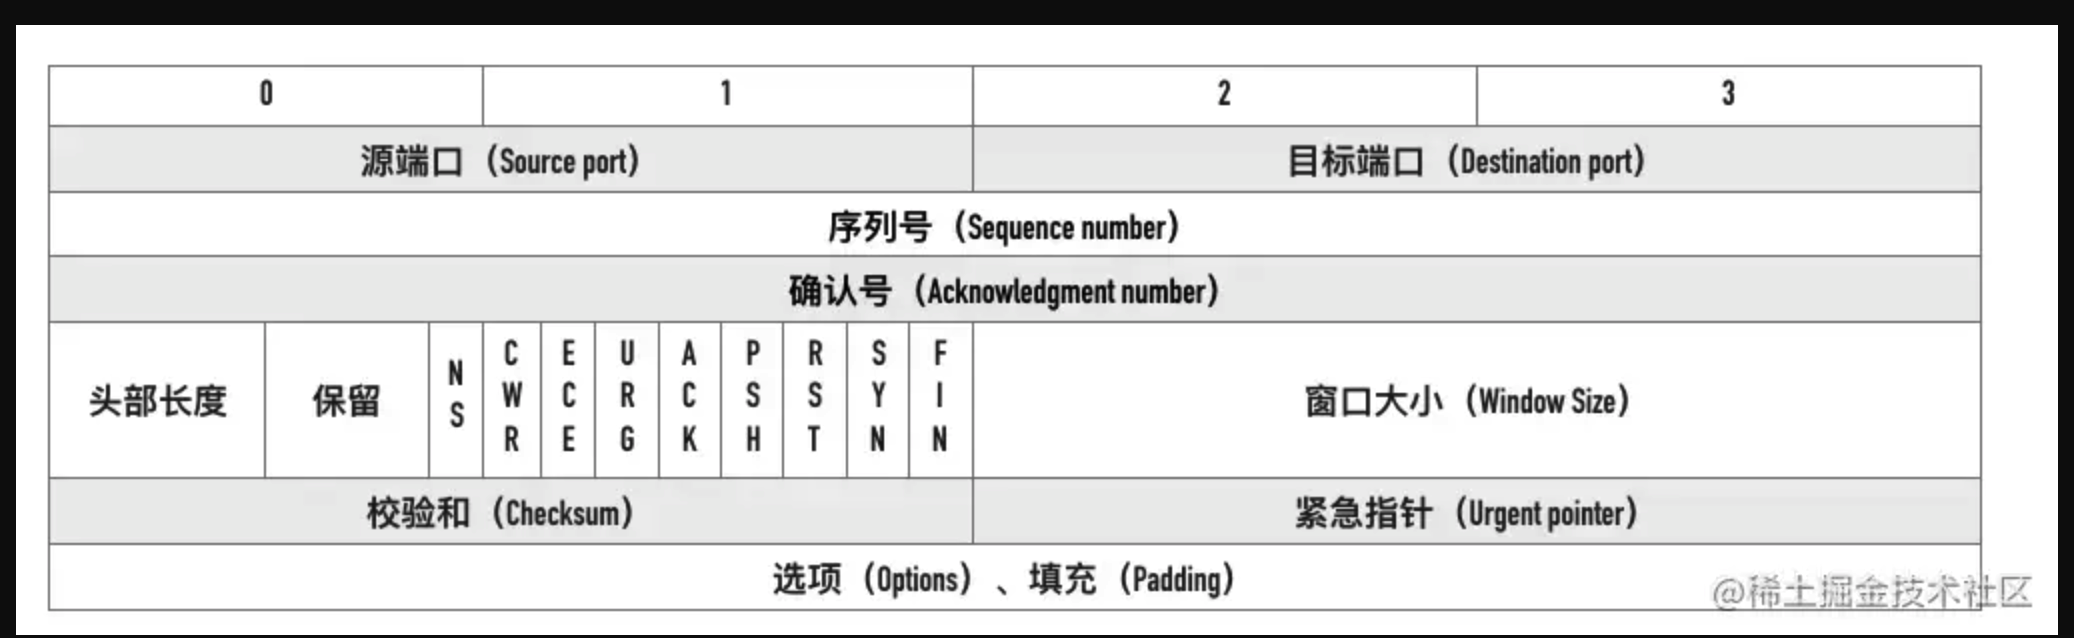 0 1 2 3
源端口（Source port） 目标端口（Destination port）
序列号（Sequence number）
确认号（Acknowledgment number）
头部长度 保留 NS CWR ECE URG ACK PSH RST SYN FIN 窗口大小（Window Size）
校验和（Checksum） 紧急指针（Urgent pointer）
选项（Options）、填充（Padding）
@稀土掘金技术社区